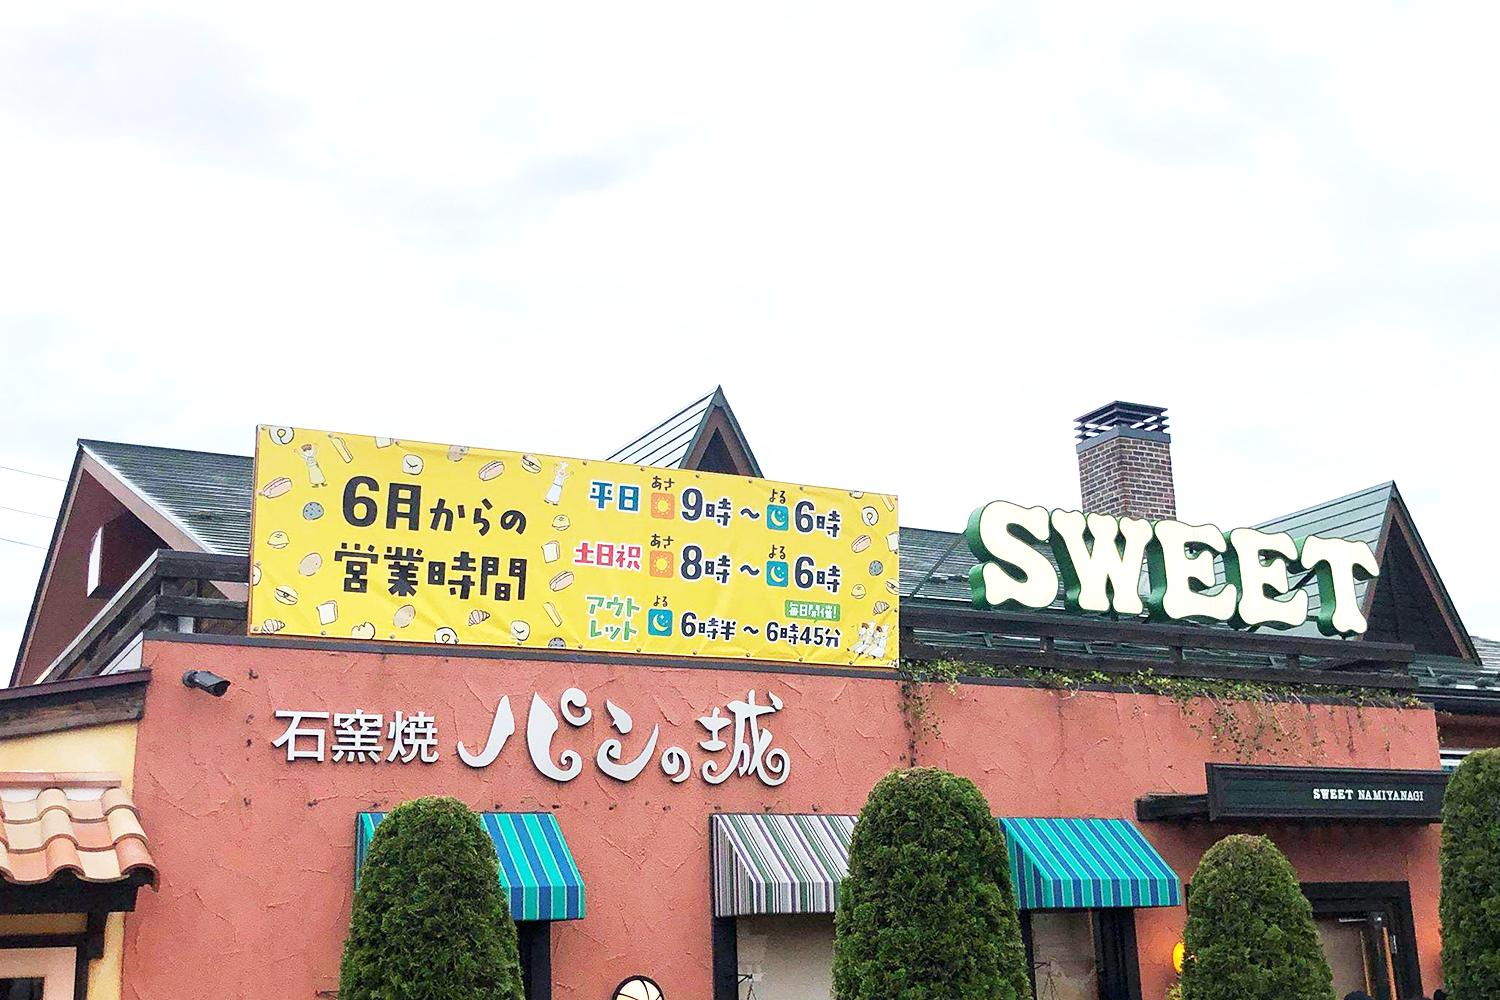 6月からの
営業時間
平日 あさ 9時 ~ よる 6時
土日祝 あさ 8時 ~ よる 6時
毎日開催!
アウト
レット よる 6時半 ~ 6時45分
SWEET
石窯焼 パンの城
SWEET NAMIYANAGI